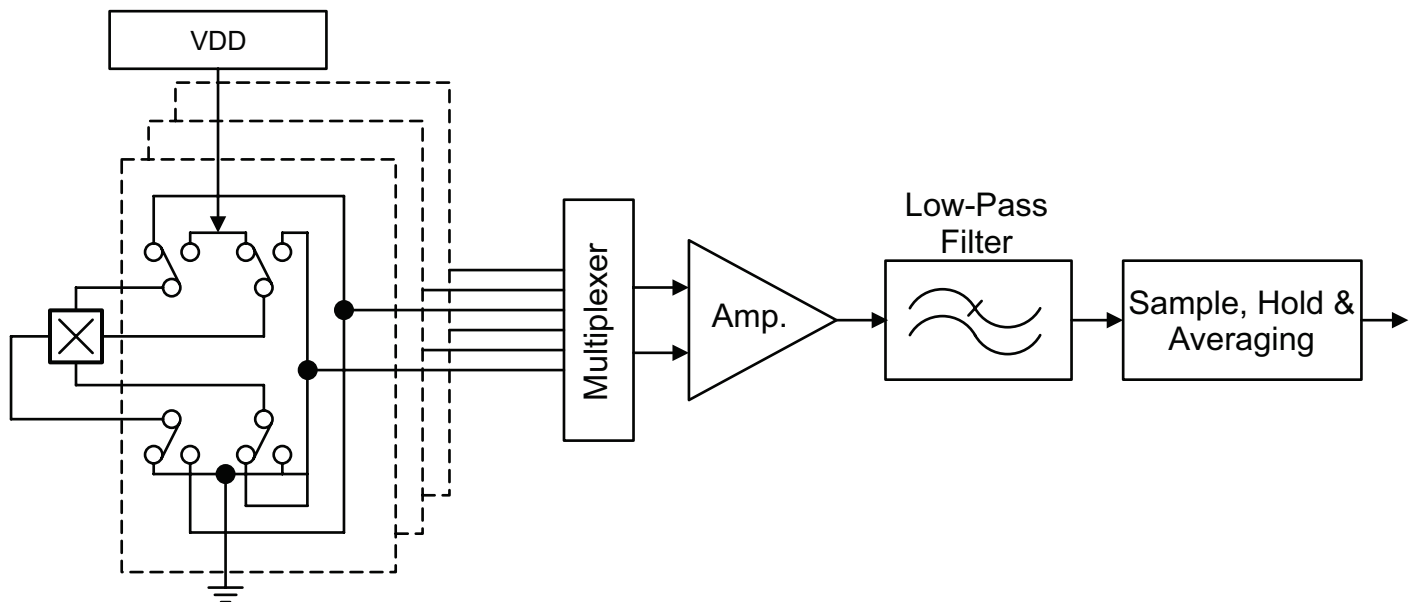 VDD
Multiplexer
Amp.
Low-Pass
Filter
Sample, Hold &
Averaging